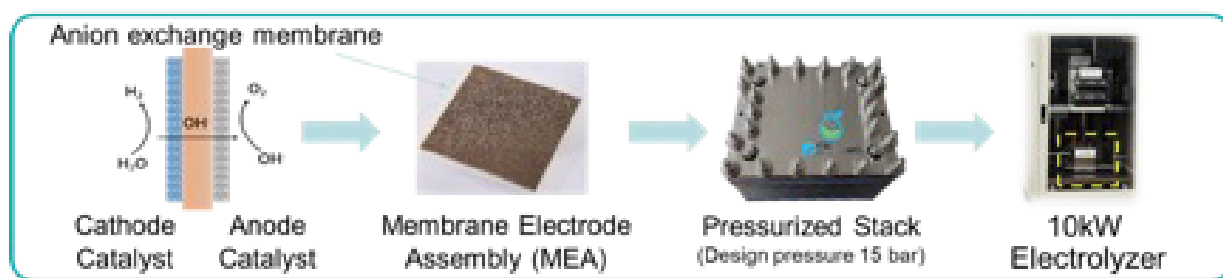 Anion exchange membrane
H₂
O₂
OH
H₂O
OH⁻
Cathode
Catalyst
Anode
Catalyst
Membrane Electrode
Assembly (MEA)
Pressurized Stack
(Design pressure 15 bar)
10kW
Electrolyzer